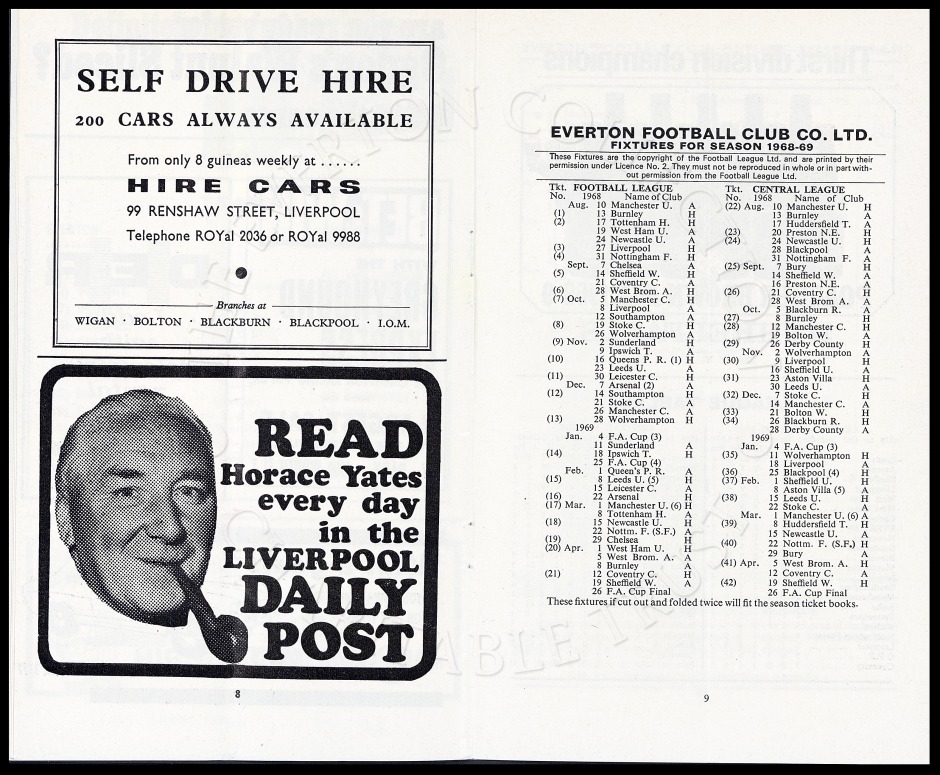 SELF DRIVE HIRE
200 CARS ALWAYS AVAILABLE
From only 8 guineas weekly at ......
HIRE CARS
99 RENSHAW STREET, LIVERPOOL
Telephone ROYal 2036 or ROYal 9988
Branches at
WIGAN · BOLTON · BLACKBURN · BLACKPOOL · I.O.M.
READ
Horace Yates
every day
in the
LIVERPOOL
DAILY
POST
8
EVERTON FOOTBALL CLUB CO. LTD.
FIXTURES FOR SEASON 1968-69
These Fixtures are the copyright of the Football League Ltd. and are printed by their
permission under Licence No. 2. They must not be reproduced in whole or in part with-
out permission from the Football League Ltd.
Tkt. FOOTBALL LEAGUE
No. 1968 Name of Club
Aug. 10 Manchester U. A
(1) 13 Burnley H
(2) 17 Tottenham H. H
19 West Ham U. A
24 Newcastle U. A
(3) 27 Liverpool H
(4) 31 Nottingham F. H
Sept. 7 Chelsea A
(5) 14 Sheffield W. H
21 Coventry C. A
(6) 28 West Brom. A. H
(7) Oct. 5 Manchester C. H
8 Liverpool A
12 Southampton A
(8) 19 Stoke C. H
26 Wolverhampton A
(9) Nov. 2 Sunderland H
9 Ipswich T. A
(10) 16 Queens P. R. (1) H
23 Leeds U. A
(11) 30 Leicester C. H
Dec. 7 Arsenal (2) A
(12) 14 Southampton H
21 Stoke C. A
26 Manchester C. A
(13) 28 Wolverhampton H
1969
Jan. 4 F.A. Cup (3)
11 Sunderland A
(14) 18 Ipswich T. H
25 F.A. Cup (4)
Feb. 1 Queen's P. R. A
(15) 8 Leeds U. (5) H
15 Leicester C. A
(16) 22 Arsenal H
(17) Mar. 1 Manchester U. (6) H
8 Tottenham H. A
(18) 15 Newcastle U. H
22 Nottm. F. (S.F.) A
(19) 29 Chelsea H
(20) Apr. 1 West Ham U. H
5 West Brom. A. A
8 Burnley A
(21) 12 Coventry C. H
19 Sheffield W. A
26 F.A. Cup Final
Tkt. CENTRAL LEAGUE
No. 1968 Name of Club
(22) Aug. 10 Manchester U. H
13 Burnley A
17 Huddersfield T. A
(23) 20 Preston N.E. H
(24) 24 Newcastle U. H
28 Blackpool A
31 Nottingham F. A
(25) Sept. 7 Bury H
14 Sheffield W. A
16 Preston N.E. A
(26) 21 Coventry C. H
28 West Brom A. A
Oct. 5 Blackburn R. A
(27) 8 Burnley H
(28) 12 Manchester C. H
19 Bolton W. A
(29) 26 Derby County H
Nov. 2 Wolverhampton A
(30) 9 Liverpool H
16 Sheffield U. A
(31) 23 Aston Villa H
30 Leeds U. A
(32) Dec. 7 Stoke C. H
14 Manchester C. A
(33) 21 Bolton W. H
(34) 26 Blackburn R. H
28 Derby County A
1969
Jan. 4 F.A. Cup (3)
(35) 11 Wolverhampton H
18 Liverpool A
(36) 25 Blackpool (4) H
(37) Feb. 1 Sheffield U. H
8 Aston Villa (5) A
(38) 15 Leeds U. H
22 Stoke C. A
Mar. 1 Manchester U. (6) A
(39) 8 Huddersfield T. H
15 Newcastle U. A
(40) 22 Nottm. F. (S.F.) H
29 Bury A
(41) Apr. 5 West Brom. A. H
12 Coventry C. A
(42) 19 Sheffield W. H
26 F.A. Cup Final
These fixtures if cut out and folded twice will fit the season ticket books.
9